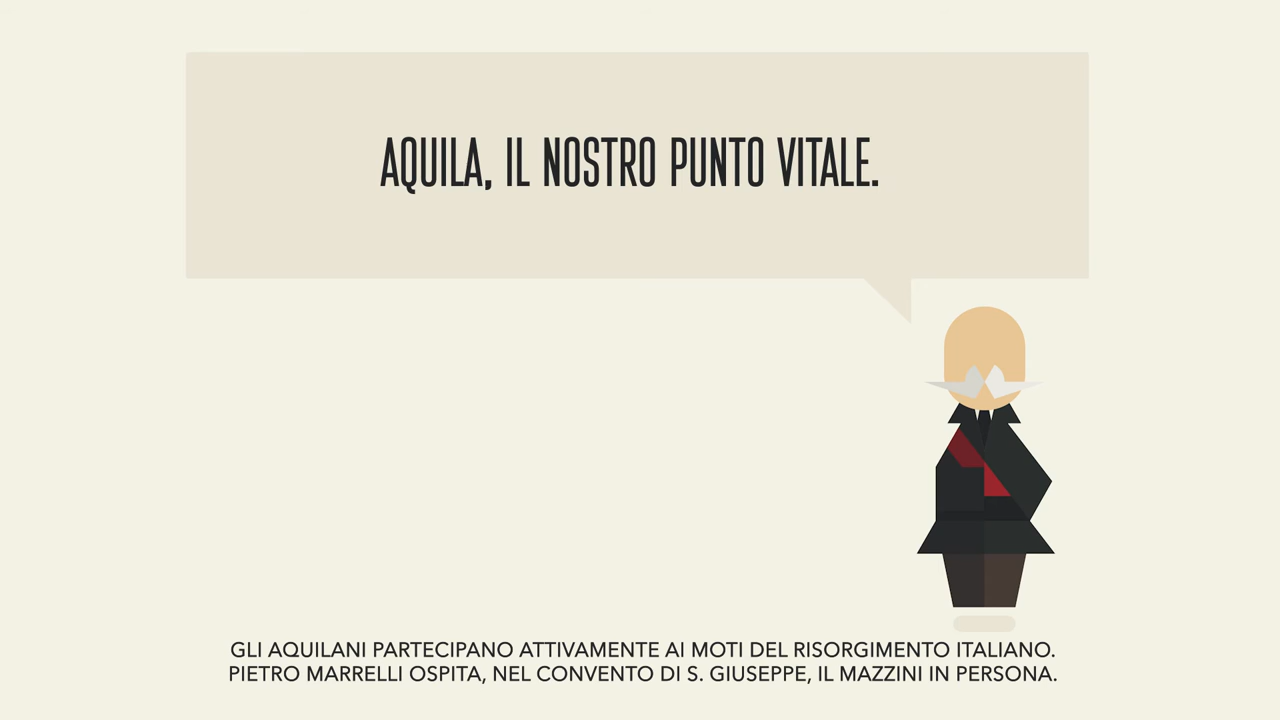 AQUILA, IL NOSTRO PUNTO VITALE.
GLI AQUILANI PARTECIPANO ATTIVAMENTE AI MOTI DEL RISORGIMENTO ITALIANO.
PIETRO MARRELLI OSPITA, NEL CONVENTO DI S. GIUSEPPE, IL MAZZINI IN PERSONA.